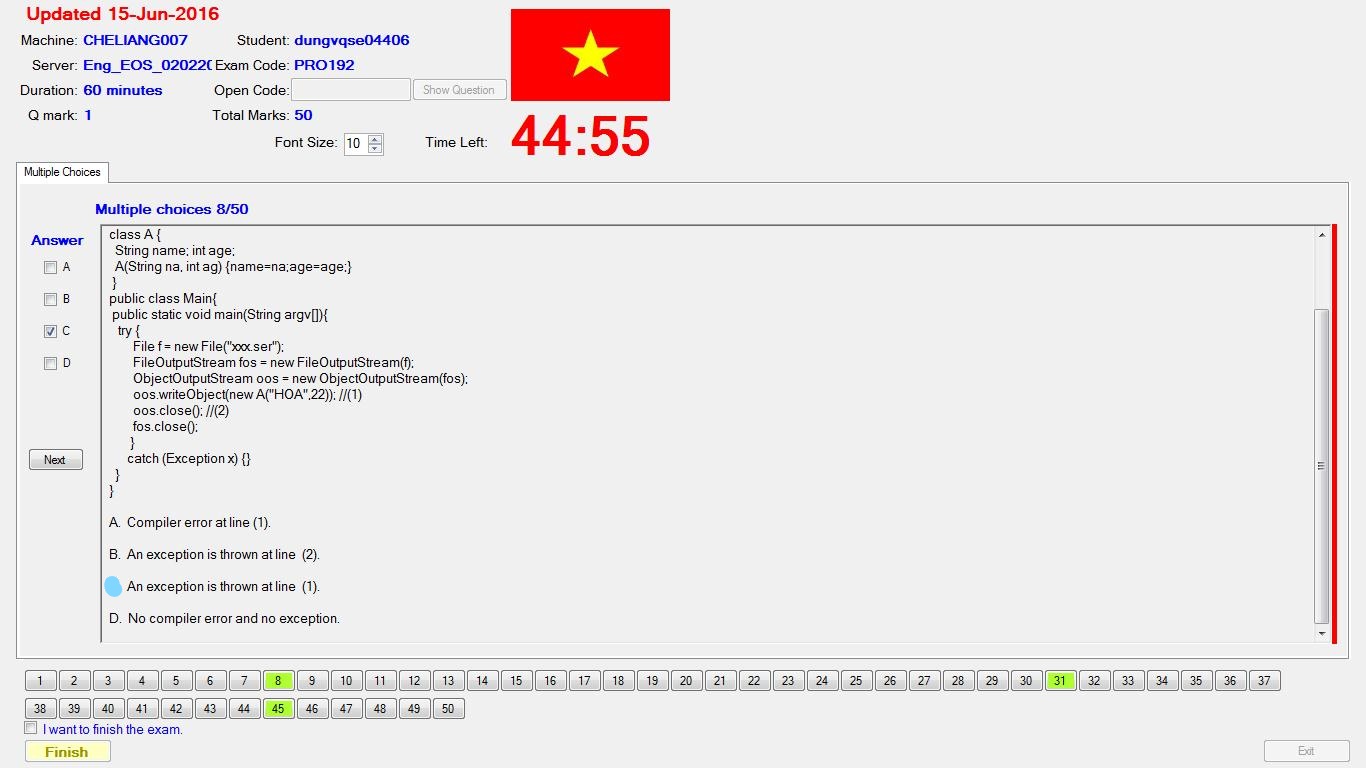 Updated 15-Jun-2016
Machine: CHELIANG007 Student: dungvqse04406
Server: Eng_EOS_02022 Exam Code: PRO192
Duration: 60 minutes Open Code: Show Question
Q mark: 1 Total Marks: 50
Font Size: 10 Time Left: 44:55
Multiple Choices
Multiple choices 8/50
Answer
A
B
C
D
Next
class A {
String name; int age;
A(String na, int ag) {name=na;age=age;}
}
public class Main{
public static void main(String argv[]){
try {
File f = new File("xxx.ser");
FileOutputStream fos = new FileOutputStream(f);
ObjectOutputStream oos = new ObjectOutputStream(fos);
oos.writeObject(new A("HOA",22)); //(1)
oos.close(); //(2)
fos.close();
}
catch (Exception x) {}
}
}
A. Compiler error at line (1).
B. An exception is thrown at line (2).
An exception is thrown at line (1).
D. No compiler error and no exception.
1 2 3 4 5 6 7 8 9 10 11 12 13 14 15 16 17 18 19 20 21 22 23 24 25 26 27 28 29 30 31 32 33 34 35 36 37
38 39 40 41 42 43 44 45 46 47 48 49 50
I want to finish the exam.
Finish Exit